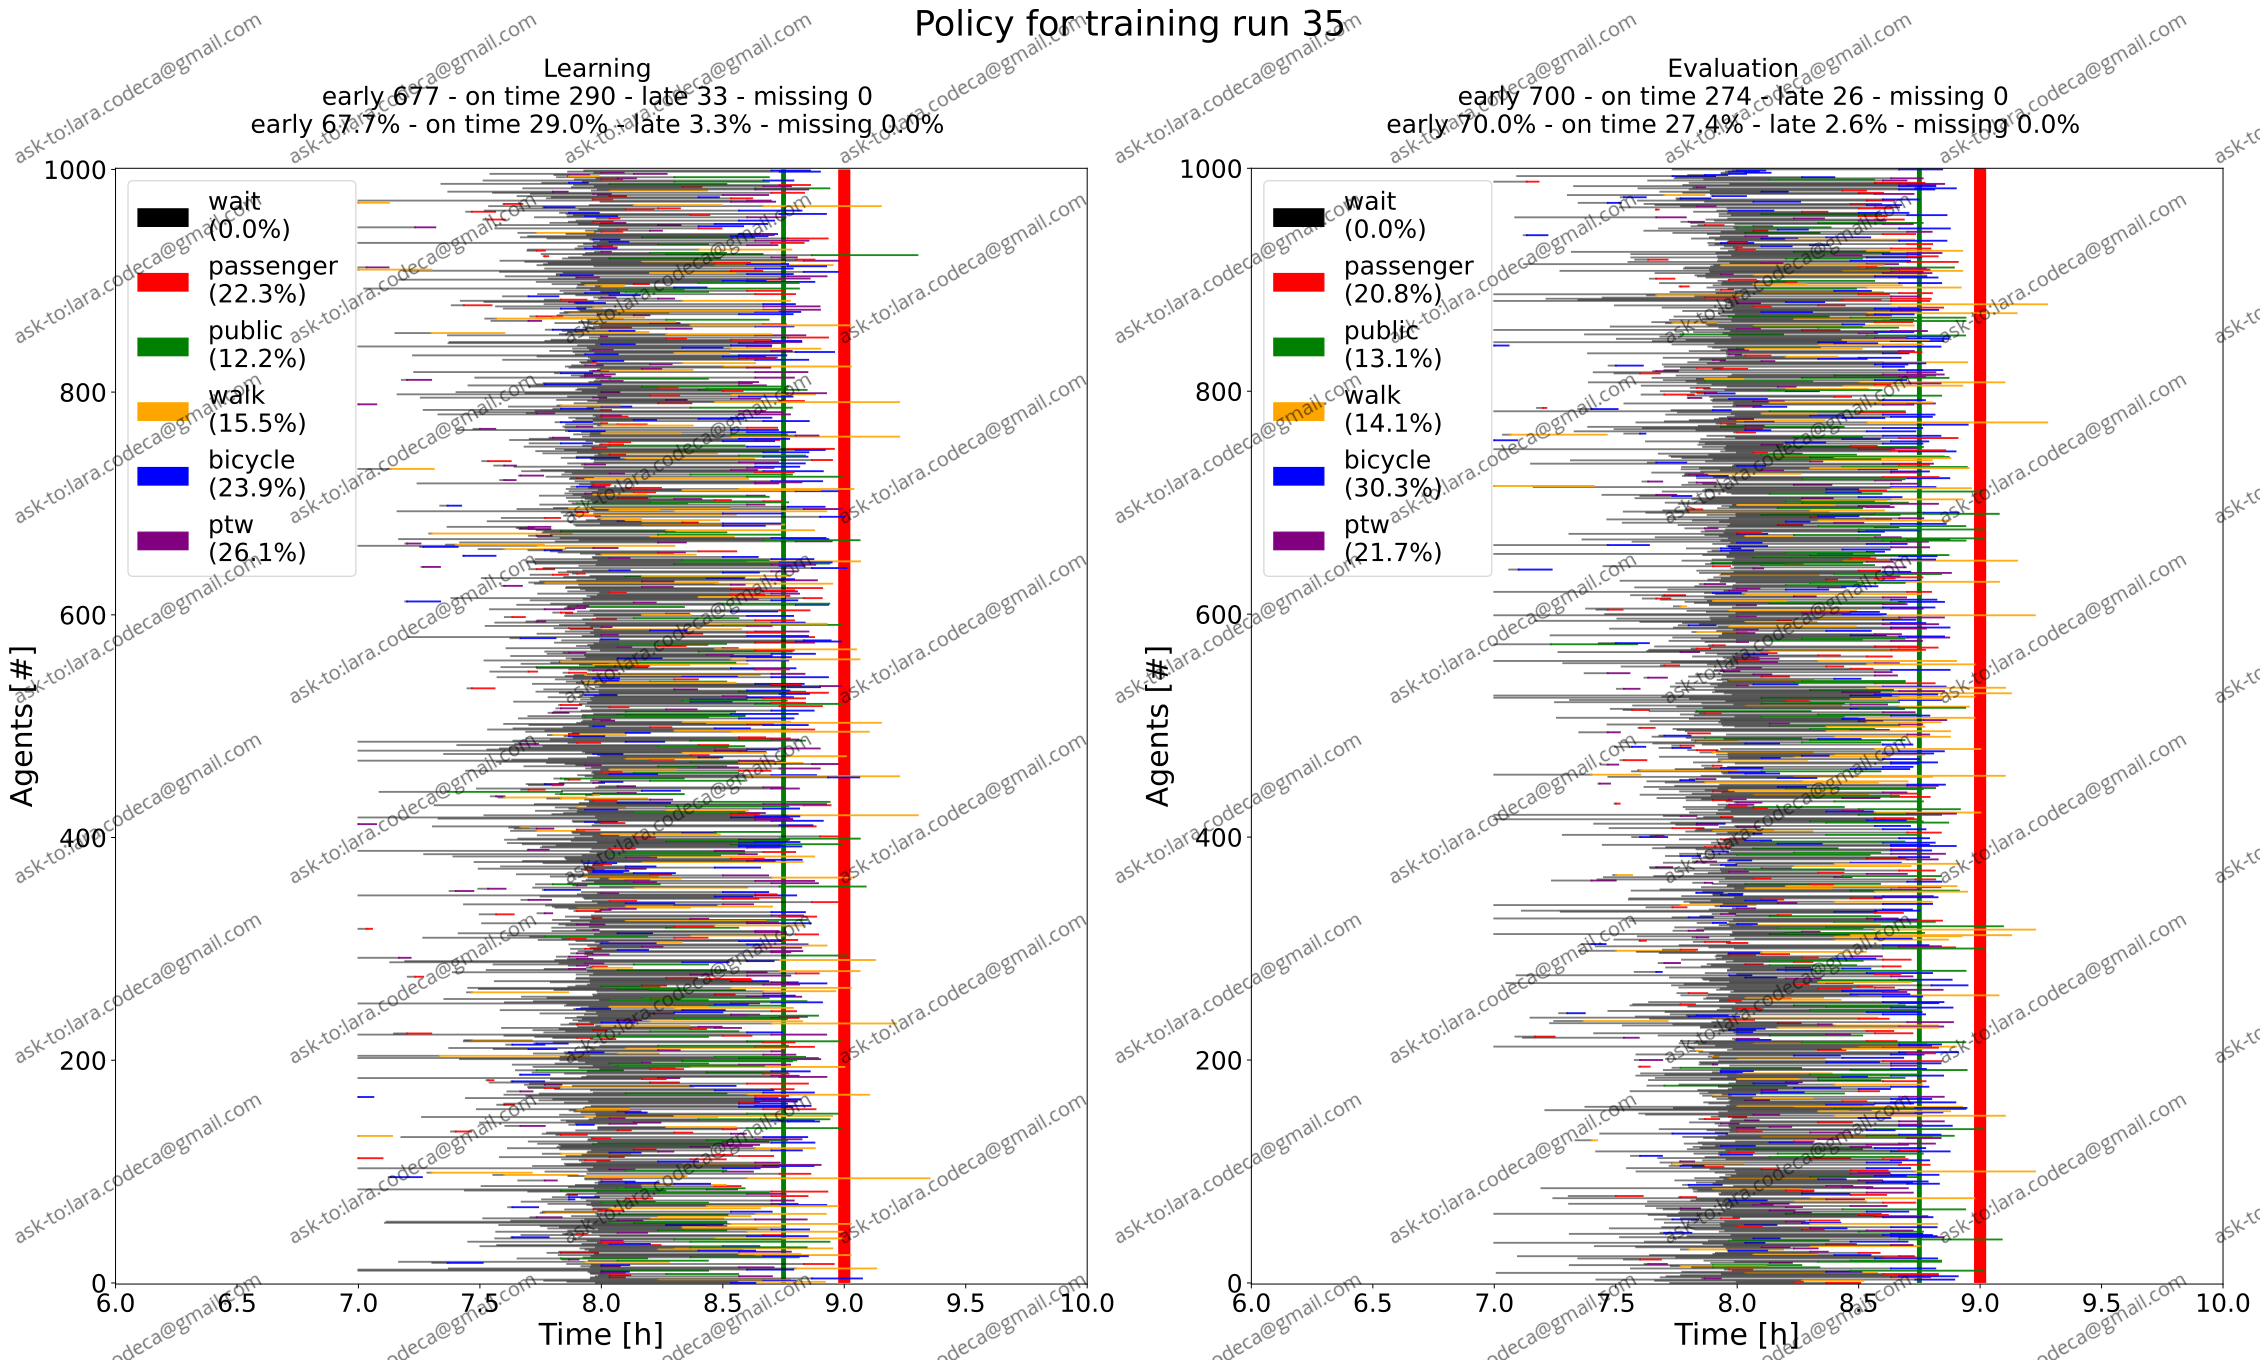 Policy for training run 35
Learning
early 677 - on time 290 - late 33 - missing 0
early 67.7% - on time 29.0% - late 3.3% - missing 0.0%
1000
800
600
400
200
0
Agents [#]
wait
(0.0%)
passenger
(22.3%)
public
(12.2%)
walk
(15.5%)
bicycle
(23.9%)
ptw
(26.1%)
6.0 6.5 7.0 7.5 8.0 8.5 9.0 9.5 10.0
Time [h]
Evaluation
early 700 - on time 274 - late 26 - missing 0
early 70.0% - on time 27.4% - late 2.6% - missing 0.0%
1000
800
600
400
200
0
Agents [#]
wait
(0.0%)
passenger
(20.8%)
public
(13.1%)
walk
(14.1%)
bicycle
(30.3%)
ptw
(21.7%)
6.0 6.5 7.0 7.5 8.0 8.5 9.0 9.5 10.0
Time [h]
ask-to:lara.codeca@gmail.com